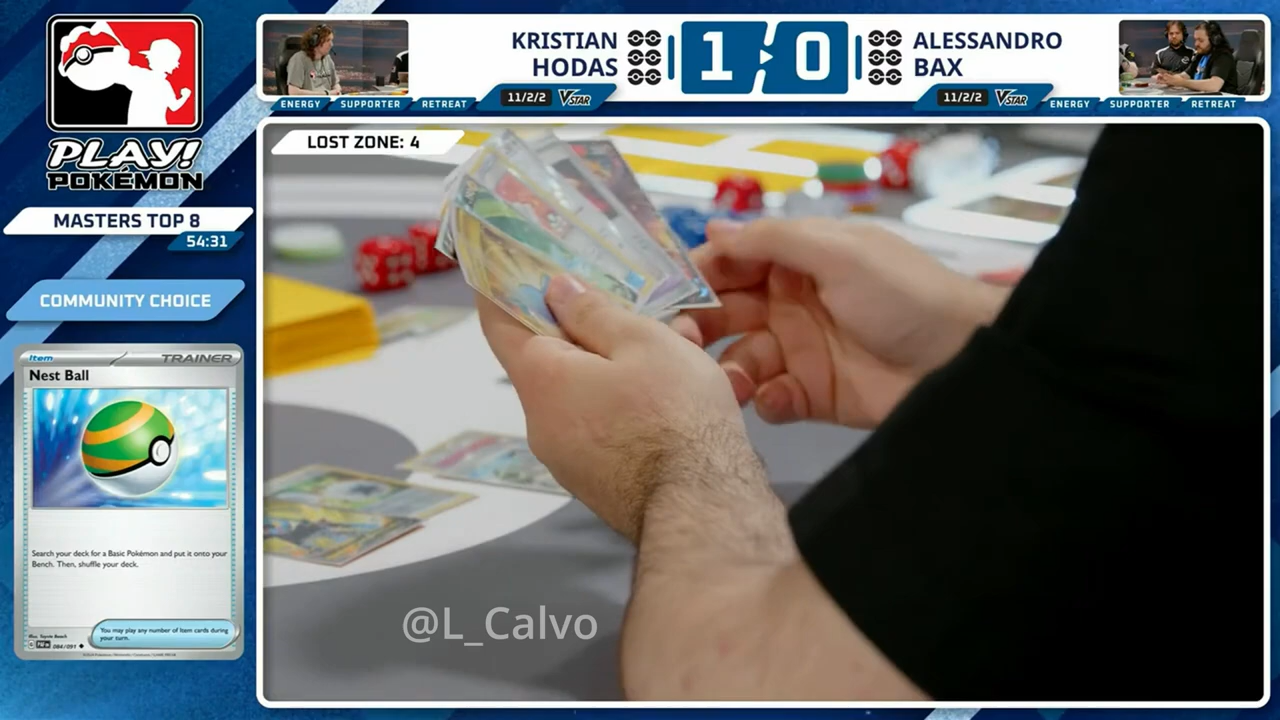 PLAY!
POKÉMON
MASTERS TOP 8
54:31
COMMUNITY CHOICE
Item
TRAINER
Nest Ball
Search your deck for a Basic Pokémon and put it onto your
Bench. Then, shuffle your deck.
You may play any number of Item cards during
your turn.
084/091
KRISTIAN
HODAS
1
0
ALESSANDRO
BAX
ENERGY
SUPPORTER
RETREAT
11/2/2
VSTAR
11/2/2
VSTAR
ENERGY
SUPPORTER
RETREAT
LOST ZONE: 4
@L_Calvo